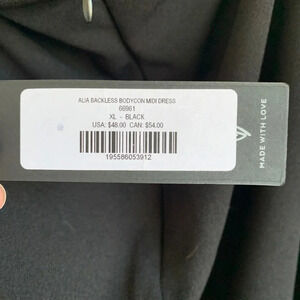 ALIA BACKLESS BODYCON MIDI DRESS
66961
XL - BLACK
USA: $48.00 CAN: $54.00
195586053912
MADE WITH LOVE